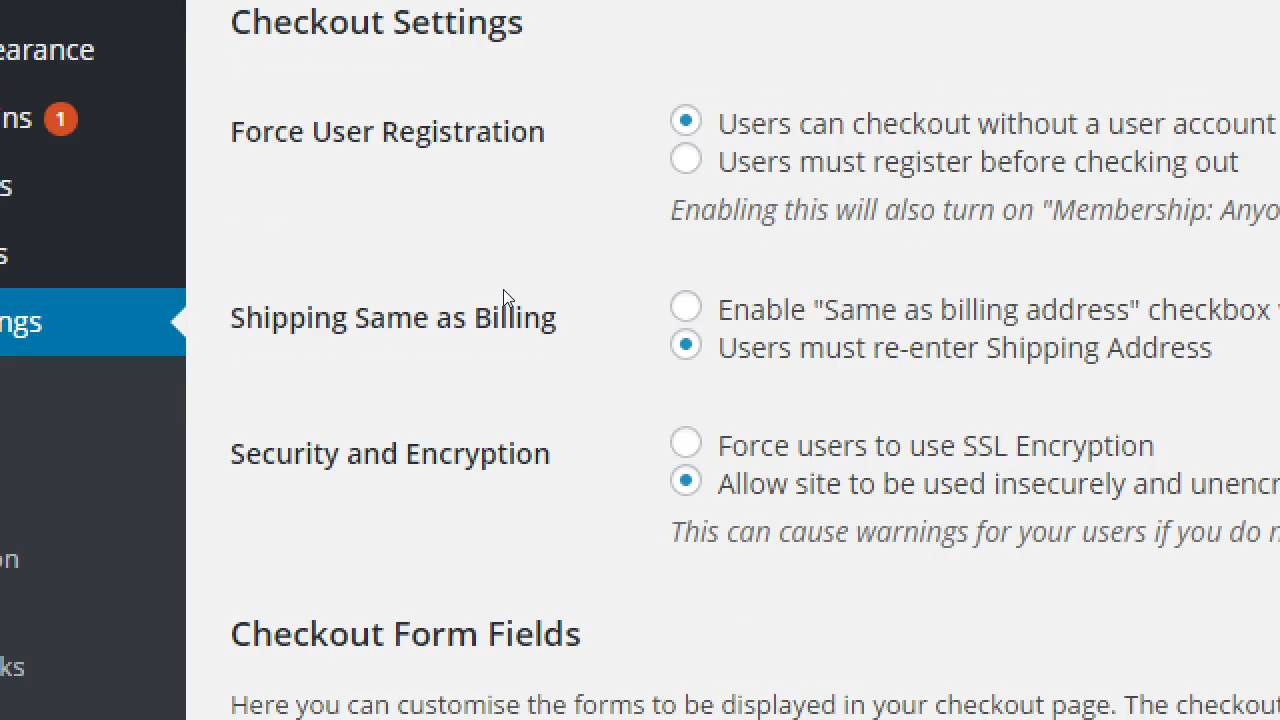 Checkout Settings
earance
ns 1
Force User Registration
Users can checkout without a user account
Users must register before checking out
s
Enabling this will also turn on "Membership: Anyo
s
ngs
Shipping Same as Billing
Enable "Same as billing address" checkbox
Users must re-enter Shipping Address
Security and Encryption
Force users to use SSL Encryption
Allow site to be used insecurely and unencr
This can cause warnings for your users if you do
on
Checkout Form Fields
ks
Here you can customise the forms to be displayed in your checkout page. The checkout